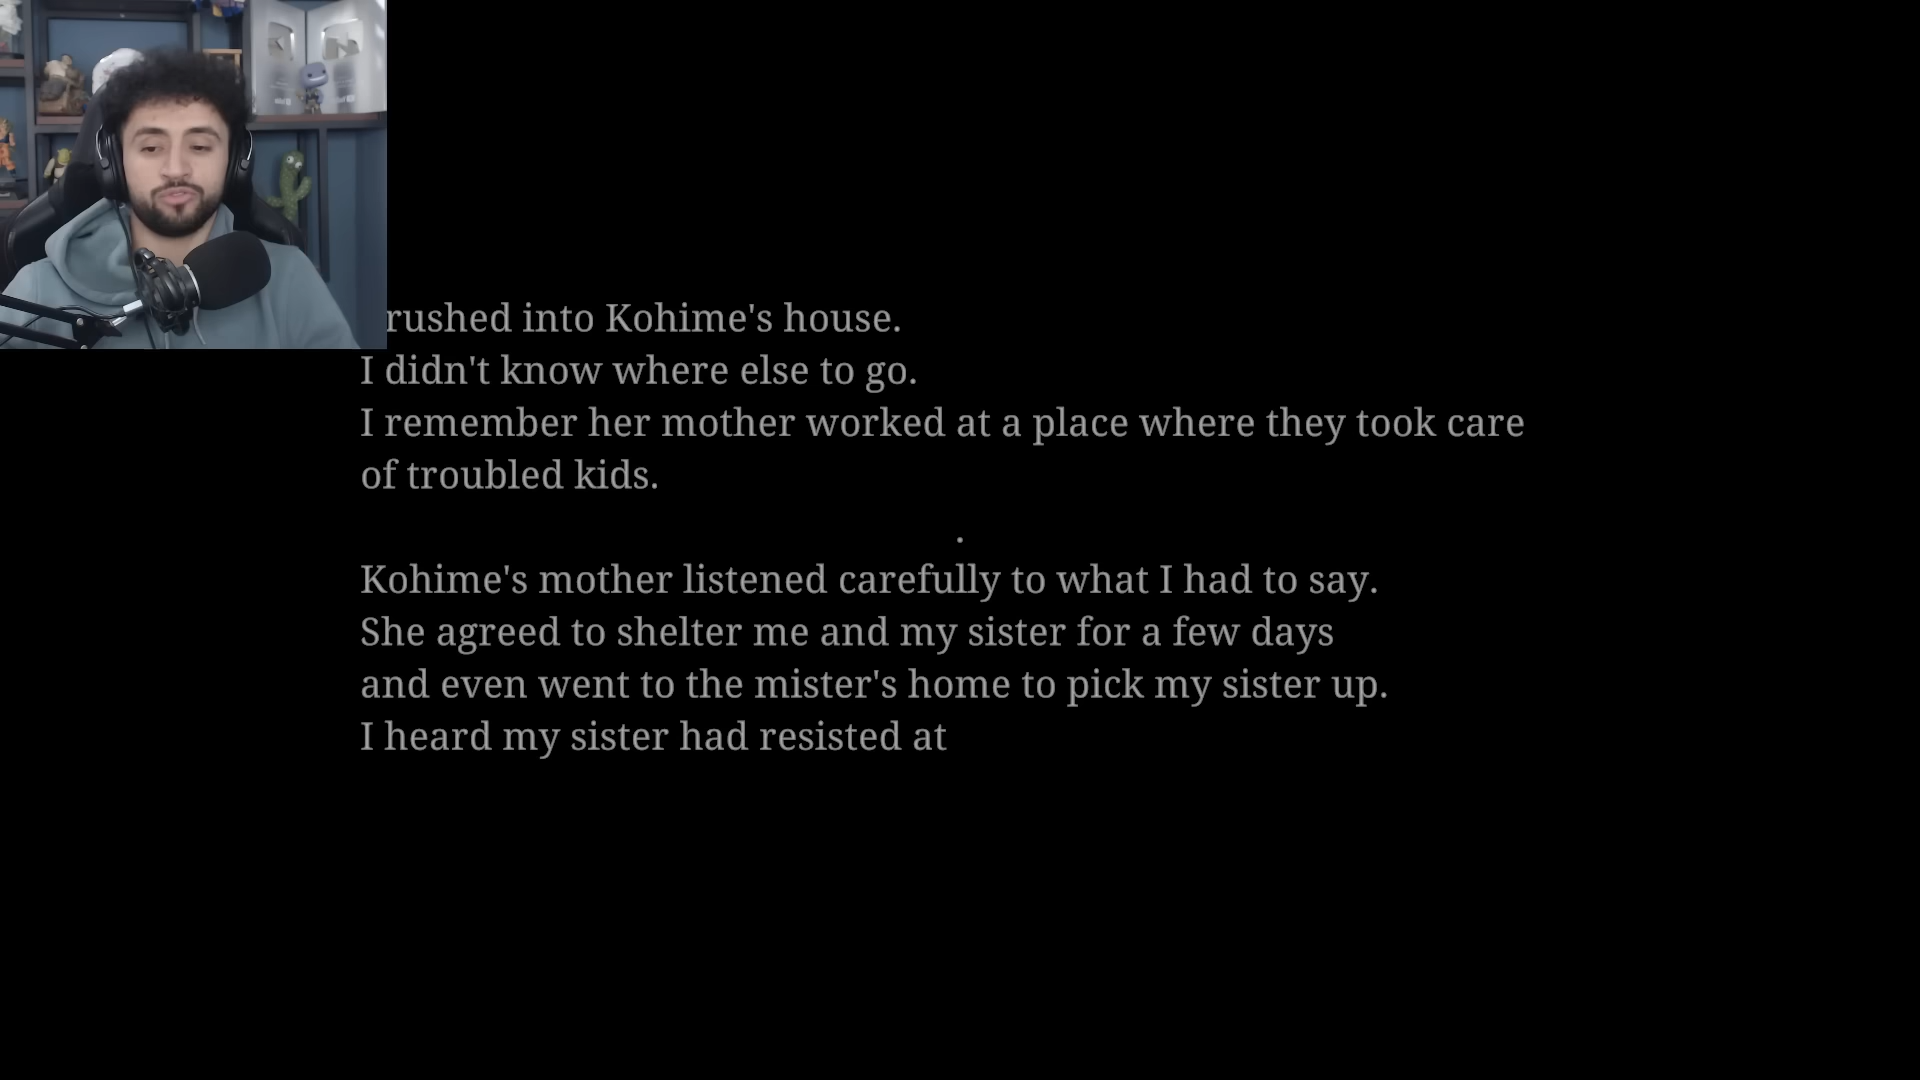 rushed into Kohime's house.
I didn't know where else to go.
I remember her mother worked at a place where they took care
of troubled kids.
.
Kohime's mother listened carefully to what I had to say.
She agreed to shelter me and my sister for a few days
and even went to the mister's home to pick my sister up.
I heard my sister had resisted at